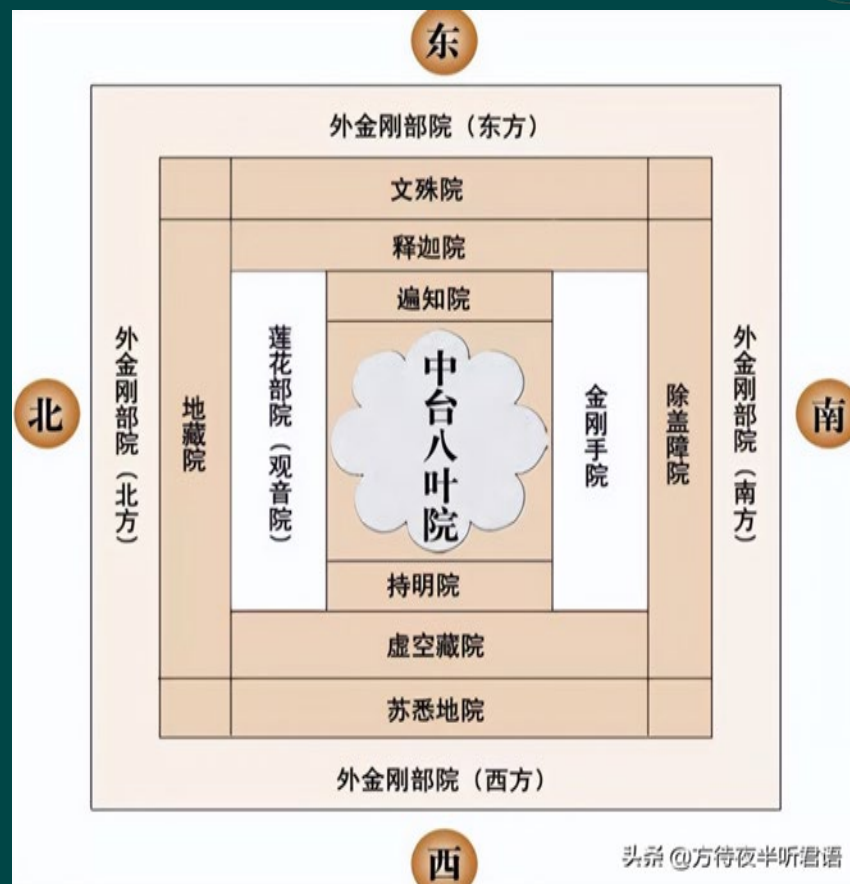 东
外金刚部院（东方）
文殊院
释迦院
遍知院
北
外金刚部院（北方）
地藏院
莲花部院（观音院）
中台八叶院
金刚手院
除盖障院
外金刚部院（南方）
南
持明院
虚空藏院
苏悉地院
外金刚部院（西方）
西
头条 @方待夜半听君语